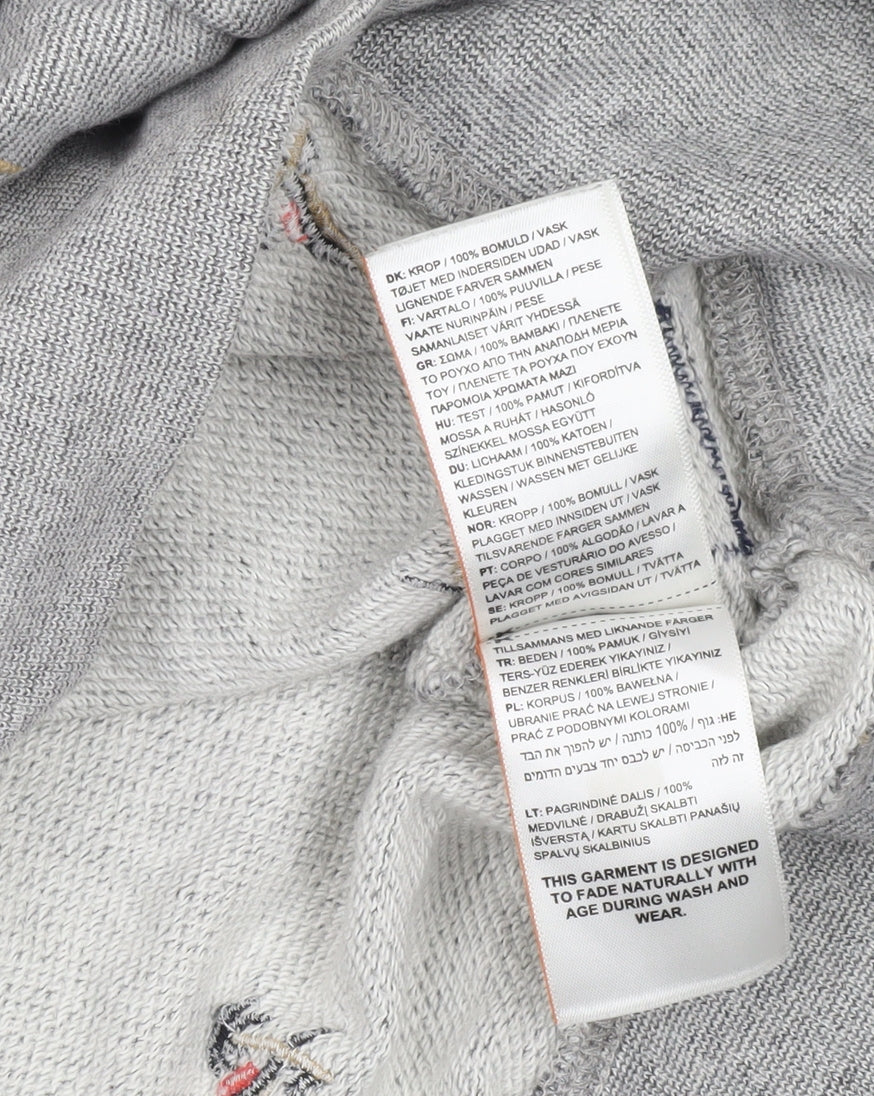 DK: KROP / 100% BOMULD / VASK
TØJET MED INDERSIDEN UDAD / VASK
LIGNENDE FARVER SAMMEN
FI: VARTALO / 100% PUUVILLA / PESE
VAATE NURINPÄIN / PESE
SAMANLAISET VÄRIT YHDESSÄ
GR: ΣΩΜΑ / 100% ΒΑΜΒΑΚΙ / ΠΛΕΝΕΤΕ
ΤΟ ΡΟΥΧΟ ΑΠΟ ΤΗΝ ΑΝΑΠΟΔΗ ΜΕΡΙΑ
ΤΟΥ / ΠΛΕΝΕΤΕ ΤΑ ΡΟΥΧΑ ΠΟΥ ΕΧΟΥΝ
ΠΑΡΟΜΟΙΑ ΧΡΩΜΑΤΑ ΜΑΖΙ
HU: TEST / 100% PAMUT / KIFORDÍTVA
MOSSA A RUHÁT / HASONLÓ
SZÍNEKKEL MOSSA EGYÜTT
DU: LICHAAM / 100% KATOEN /
KLEDINGSTUK BINNENSTEBUITEN
WASSEN / WASSEN MET GELIJKE
KLEUREN
NOR: KROPP / 100% BOMULL / VASK
PLAGGET MED INNSIDEN UT / VASK
TILSVARENDE FARGER SAMMEN
PT: CORPO / 100% ALGODÃO / LAVAR A
PEÇA DE VESTURÁRIO DO AVESSO /
LAVAR COM CORES SIMILARES
SE: KROPP / 100% BOMULL / TVÄTTA
PLAGGET MED AVIGSIDAN UT / TVÄTTA
TILLSAMMANS MED LIKNANDE FÄRGER
TR: BEDEN / 100% PAMUK / GİYSİYİ
TERS-YÜZ EDEREK YIKAYINIZ /
BENZER RENKLERİ BİRLİKTE YIKAYINIZ
PL: KORPUS / 100% BAWEŁNA /
UBRANIE PRAĆ NA LEWEJ STRONIE /
PRAĆ Z PODOBNYMI KOLORAMI
HE: גוף / 100% כותנה / יש להפוך את הבד
לפני הכביסה / יש לכבס יחד צבעים הדומים
זה לזה
LT: PAGRINDINĖ DALIS / 100%
MEDVILNĖ / DRABUŽĮ SKALBTI
IŠVERSTĄ / KARTU SKALBTI PANAŠIŲ
SPALVŲ SKALBINIUS
THIS GARMENT IS DESIGNED
TO FADE NATURALLY WITH
AGE DURING WASH AND
WEAR.